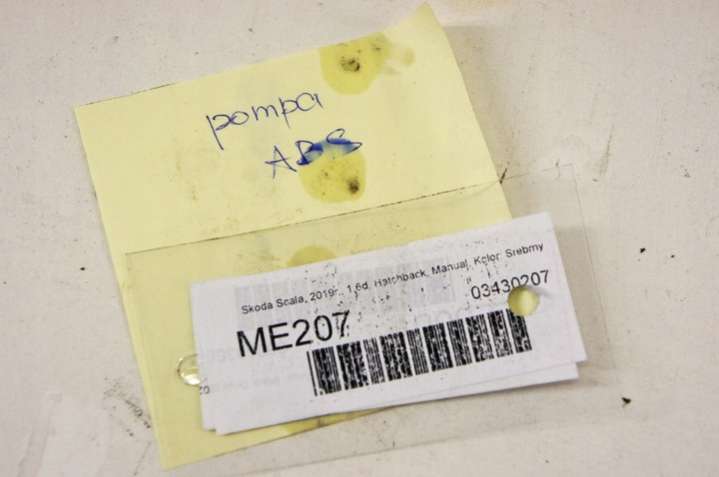 pompa
ABS
Skoda Scala, 2019r., 1.6d, Hatchback, Manual, Kolor: Srebrny
03430207
ME207